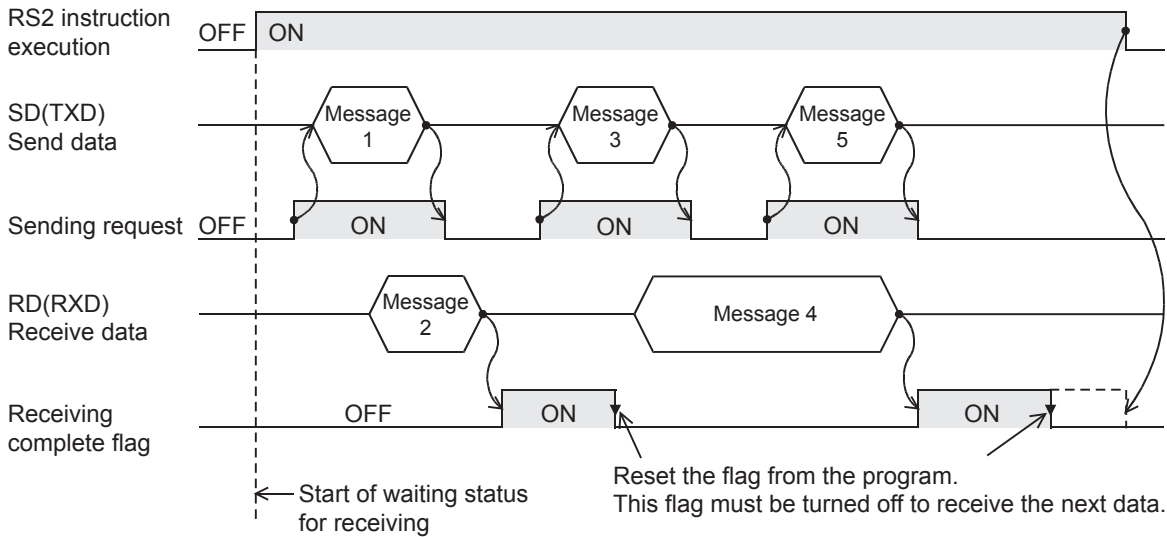 RS2 instruction
execution
OFF
ON
SD(TXD)
Send data
Message
1
Message
3
Message
5
Sending request
OFF
ON
ON
ON
RD(RXD)
Receive data
Message
2
Message 4
Receiving
complete flag
OFF
ON
ON
Start of waiting status
for receiving
Reset the flag from the program.
This flag must be turned off to receive the next data.